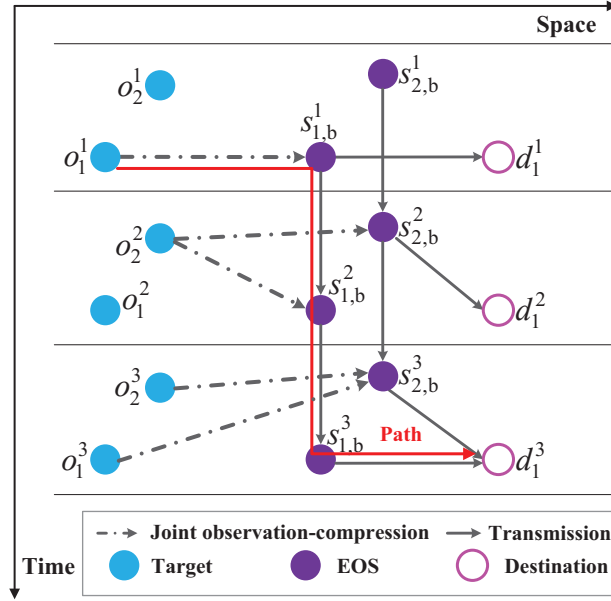 Space
o_2^1
s_{2,b}^1
s_{1,b}^1
o_1^1
d_1^1
o_2^2
s_{2,b}^2
s_{1,b}^2
o_1^2
d_1^2
o_2^3
s_{2,b}^3
s_{1,b}^3
Path
o_1^3
d_1^3
Joint observation-compression
Transmission
Time
Target
EOS
Destination